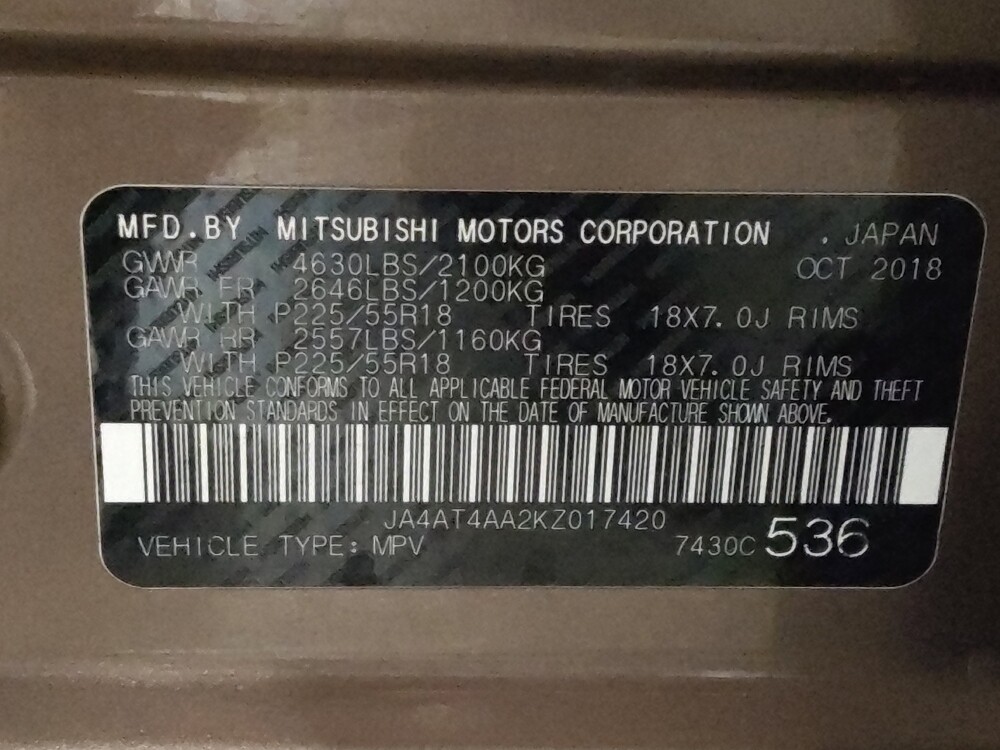 MFD.BY MITSUBISHI MOTORS CORPORATION . JAPAN
GVWR 4630LBS/2100KG OCT 2018
GAWR FR 2646LBS/1200KG
WITH P225/55R18 TIRES 18X7.0J RIMS
GAWR RR 2557LBS/1160KG
WITH P225/55R18 TIRES 18X7.0J RIMS
THIS VEHICLE CONFORMS TO ALL APPLICABLE FEDERAL MOTOR VEHICLE SAFETY AND THEFT
PREVENTION STANDARDS IN EFFECT ON THE DATE OF MANUFACTURE SHOWN ABOVE.
JA4AT4AA2KZ017420
VEHICLE TYPE: MPV 7430C 536